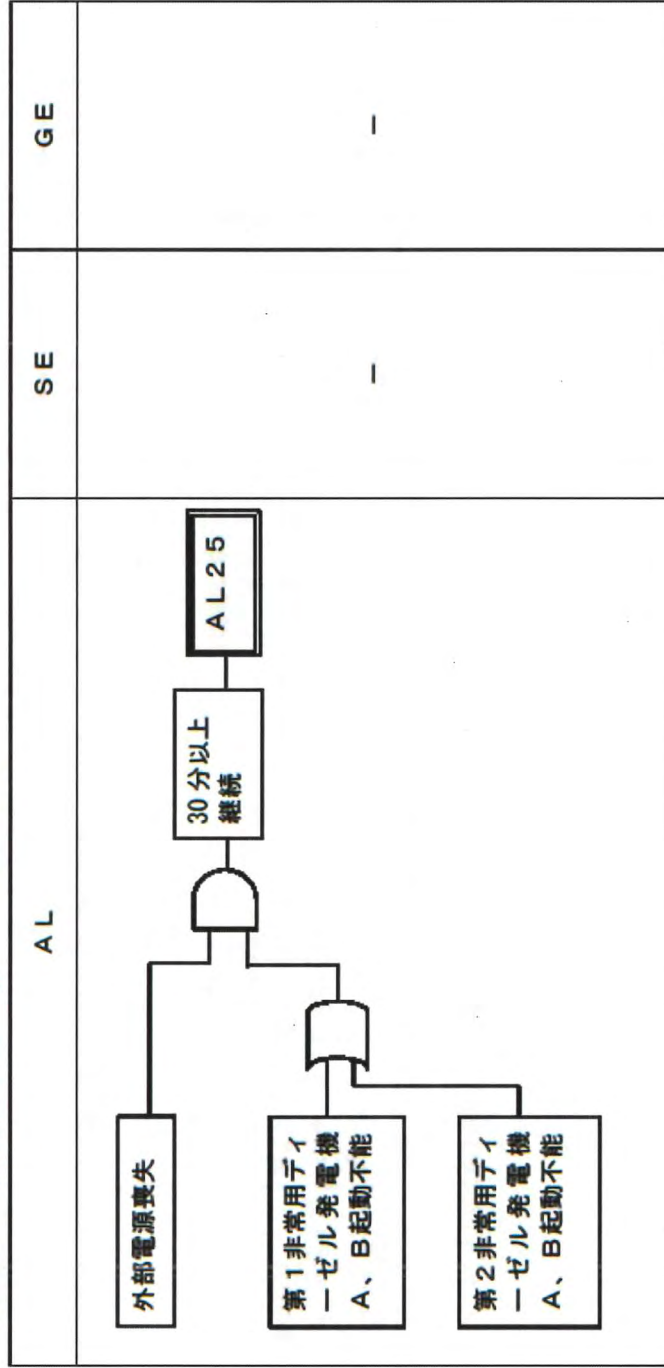 AL
SE
GE
外部電源喪失
第1非常用ディ
ーゼル発電機
A、B起動不能
第2非常用ディ
ーゼル発電機
A、B起動不能
30分以上
継続
AL25
－
－